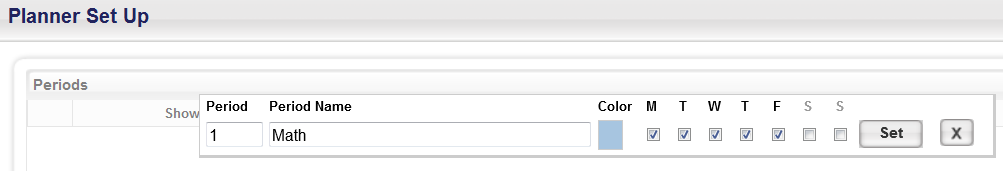 Planner Set Up
Periods
Show
Period Period Name Color M T W T F S S
1 Math Set X